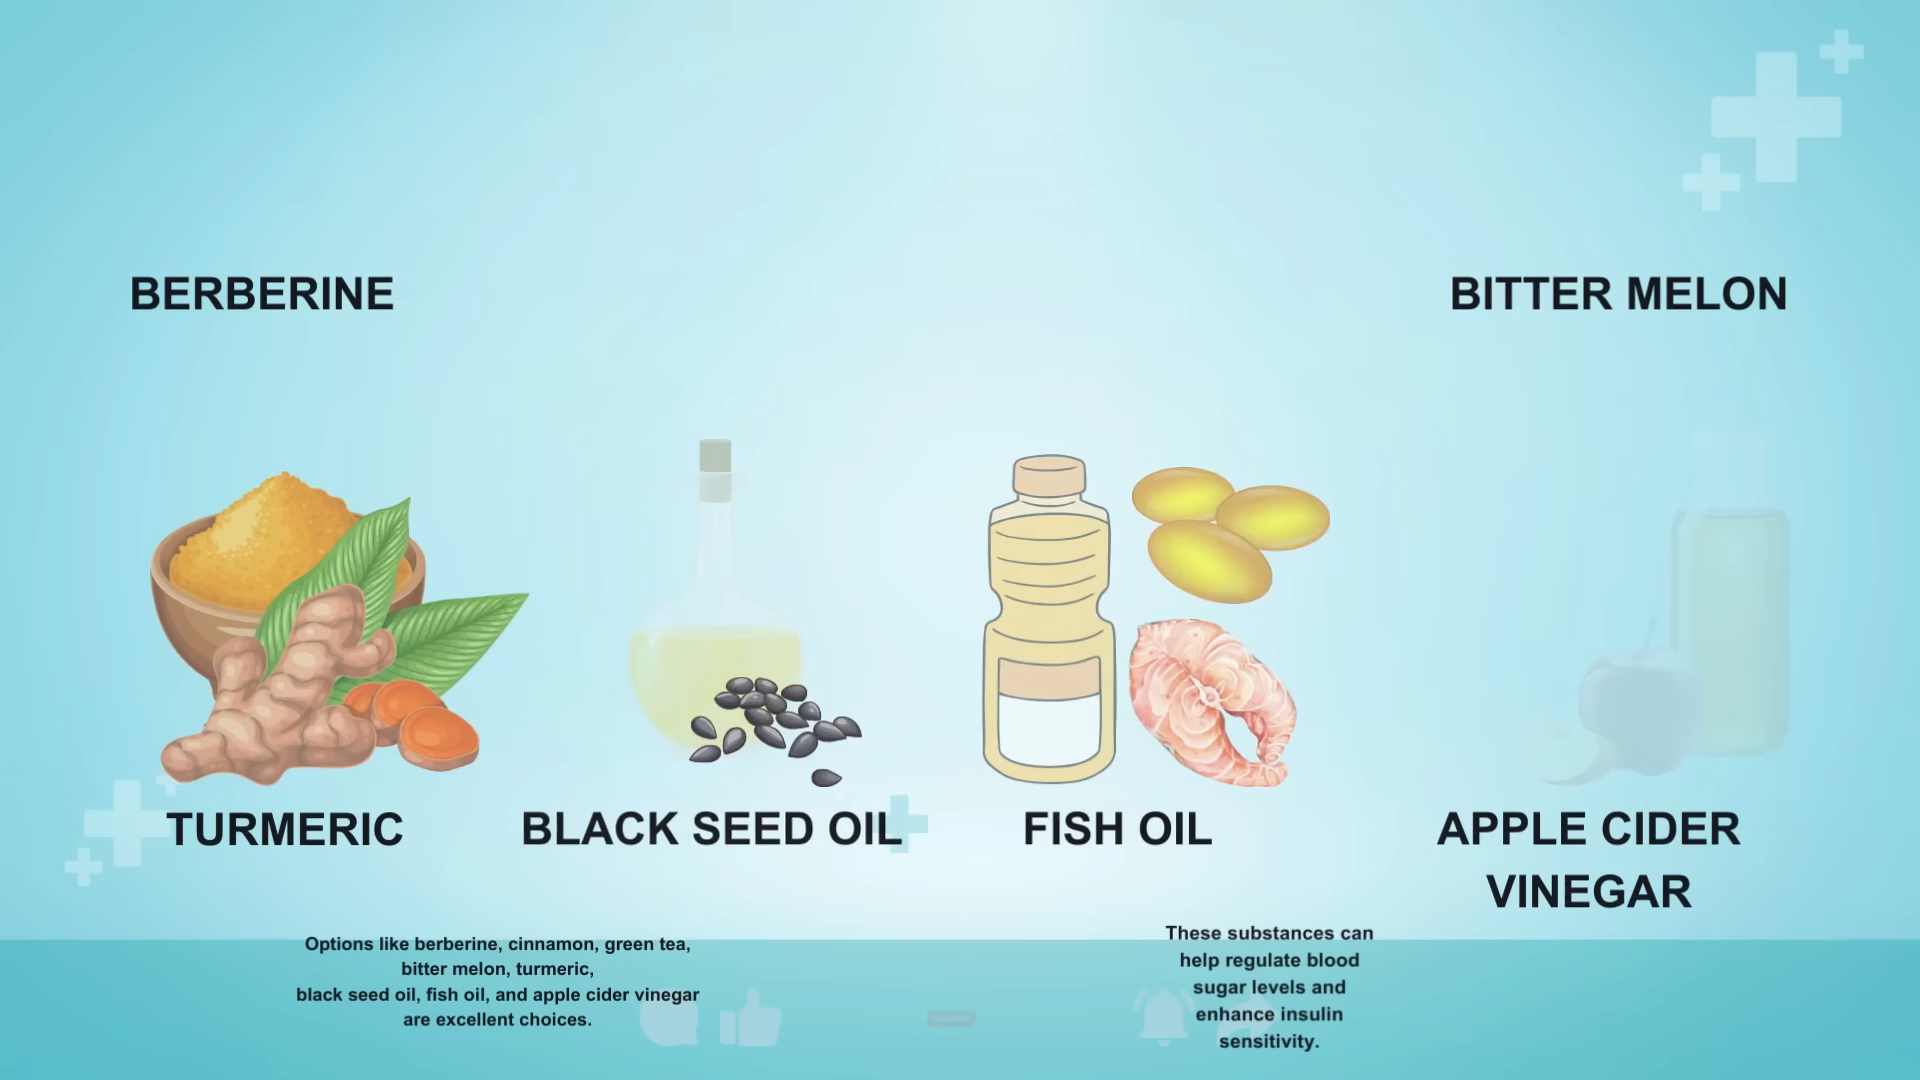 BERBERINE
BITTER MELON
TURMERIC
BLACK SEED OIL
FISH OIL
APPLE CIDER
VINEGAR
Options like berberine, cinnamon, green tea,
bitter melon, turmeric,
black seed oil, fish oil, and apple cider vinegar
are excellent choices.
These substances can
help regulate blood
sugar levels and
enhance insulin
sensitivity.